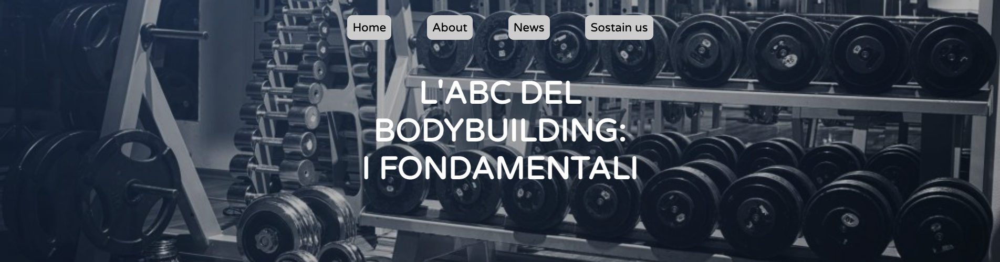 Home About News Sostain us
L'ABC DEL
BODYBUILDING:
I FONDAMENTALI